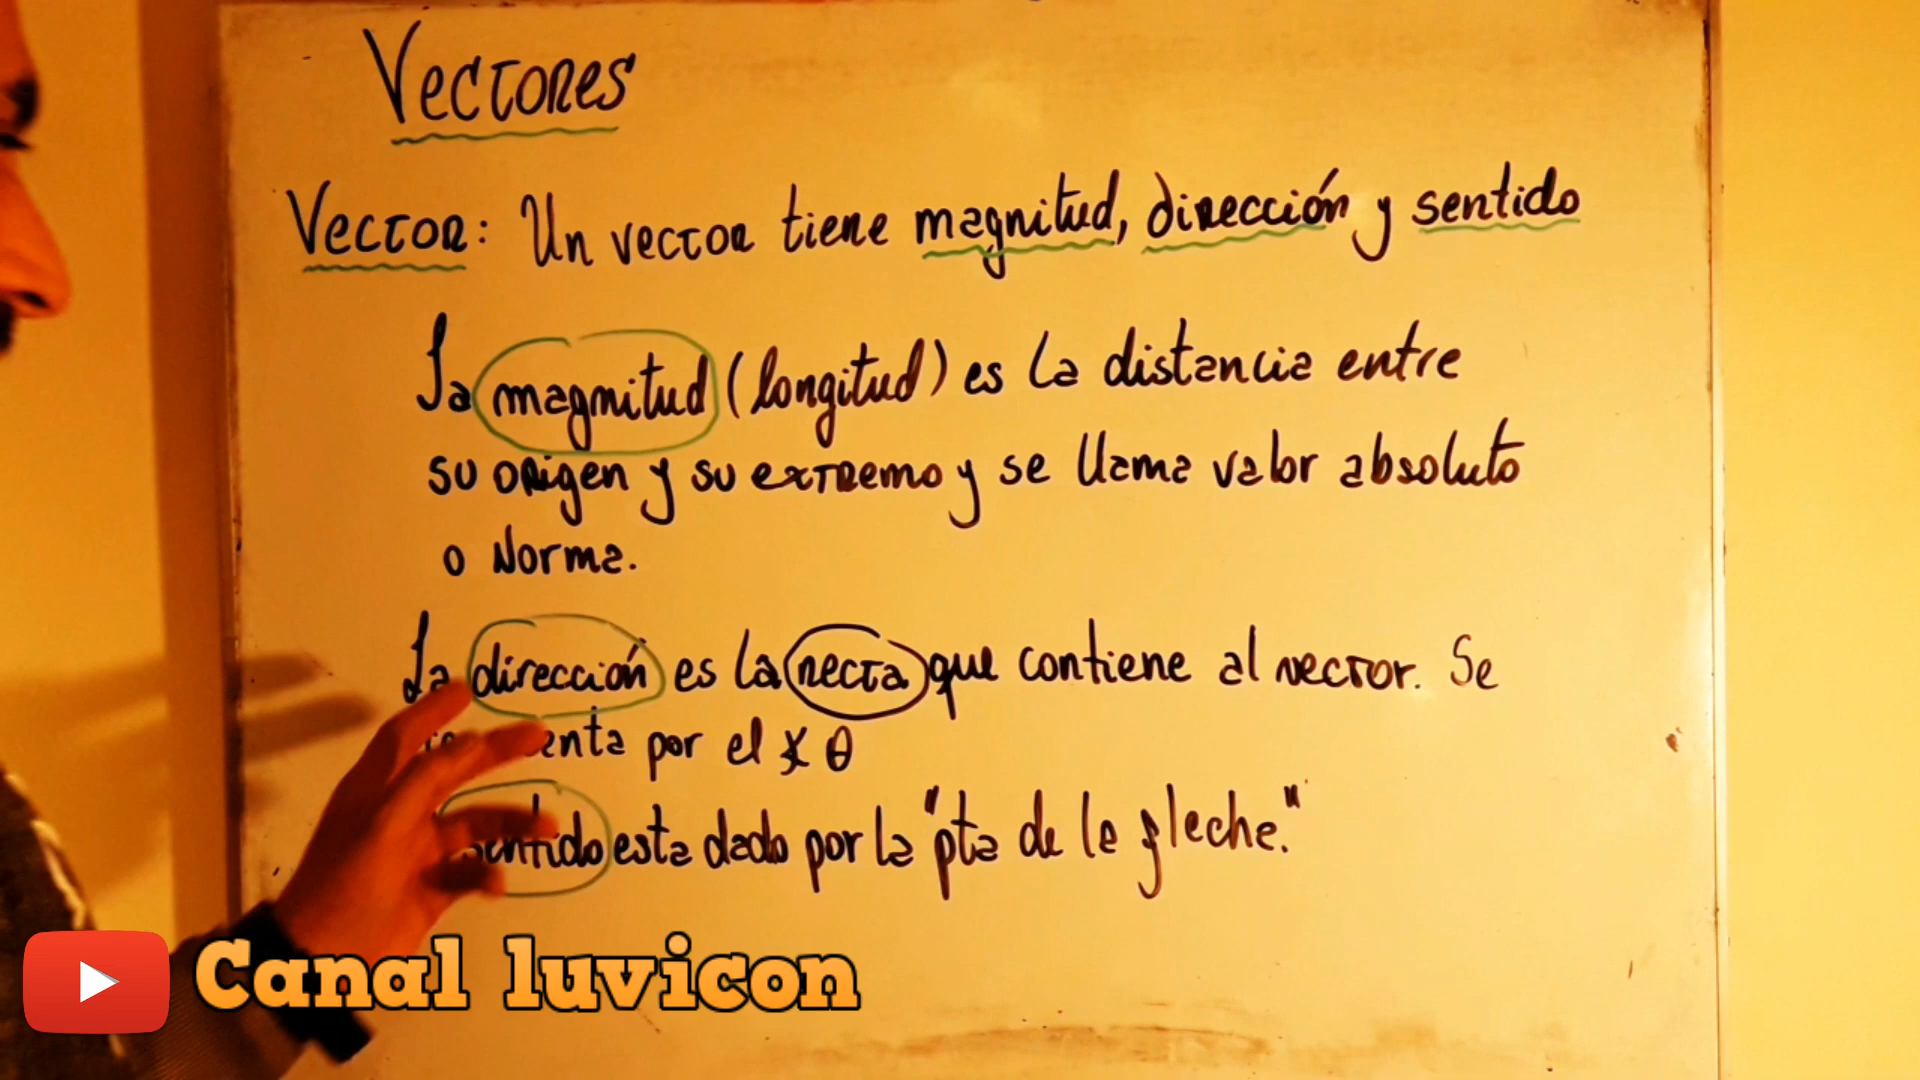 Vectores
Vector: Un vector tiene magnitud, dirección y sentido
La magnitud (longitud) es la distancia entre
su origen y su extremo y se llama valor absoluto
o Norma.
La dirección es la recta que contiene al vector. Se
por el ∡ θ
sentido esta dado por la "pta de la fleche."
Canal luvicon